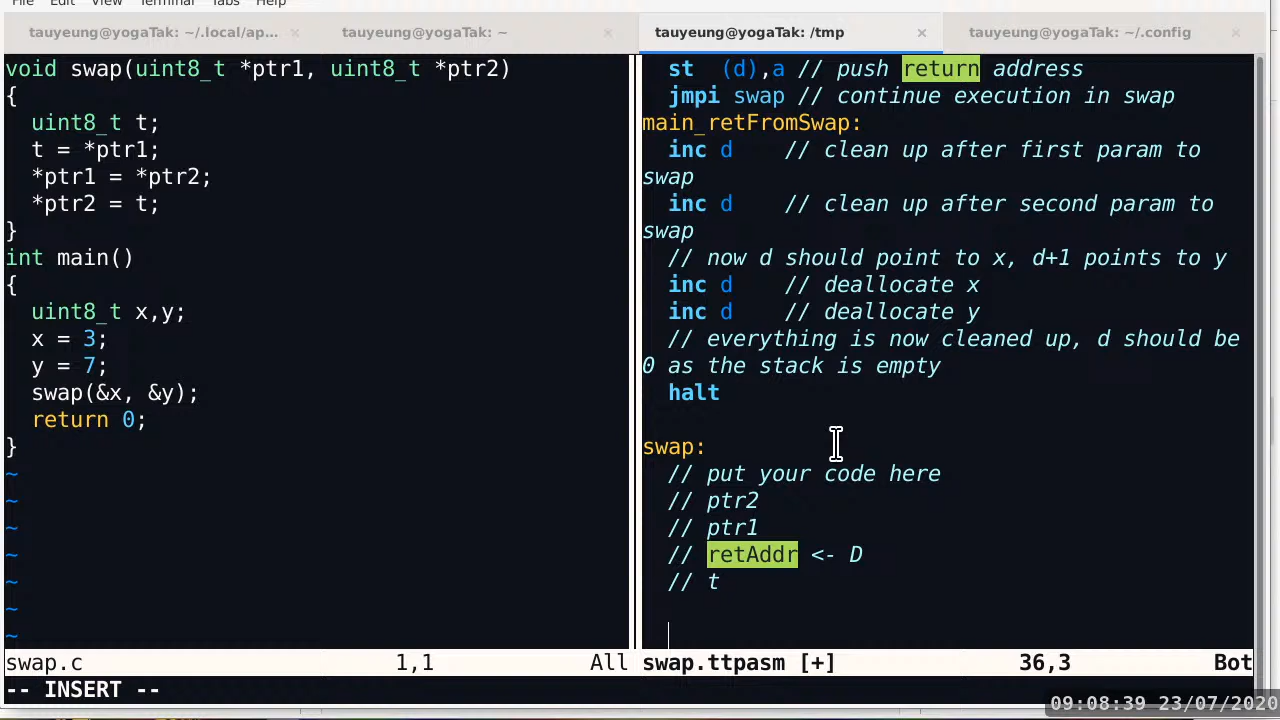 File Edit View Terminal Tabs Help
tauyeung@yogaTak: ~/.local/ap... × tauyeung@yogaTak: ~ × tauyeung@yogaTak: /tmp × tauyeung@yogaTak: ~/.config ×
void swap(uint8_t *ptr1, uint8_t *ptr2)
{
  uint8_t t;
  t = *ptr1;
  *ptr1 = *ptr2;
  *ptr2 = t;
}
int main()
{
  uint8_t x,y;
  x = 3;
  y = 7;
  swap(&x, &y);
  return 0;
}
~
~
~
~
~
~
~
swap.c 1,1 All
-- INSERT --
  st  (d),a // push return address
  jmpi swap // continue execution in swap
main_retFromSwap:
  inc d    // clean up after first param to
swap
  inc d    // clean up after second param to
swap
  // now d should point to x, d+1 points to y
  inc d    // deallocate x
  inc d    // deallocate y
  // everything is now cleaned up, d should be
0 as the stack is empty
  halt
swap:
  // put your code here
  // ptr2
  // ptr1
  // retAddr <- D
  // t
swap.ttpasm [+] 36,3 Bot
09:08:39 23/07/2020